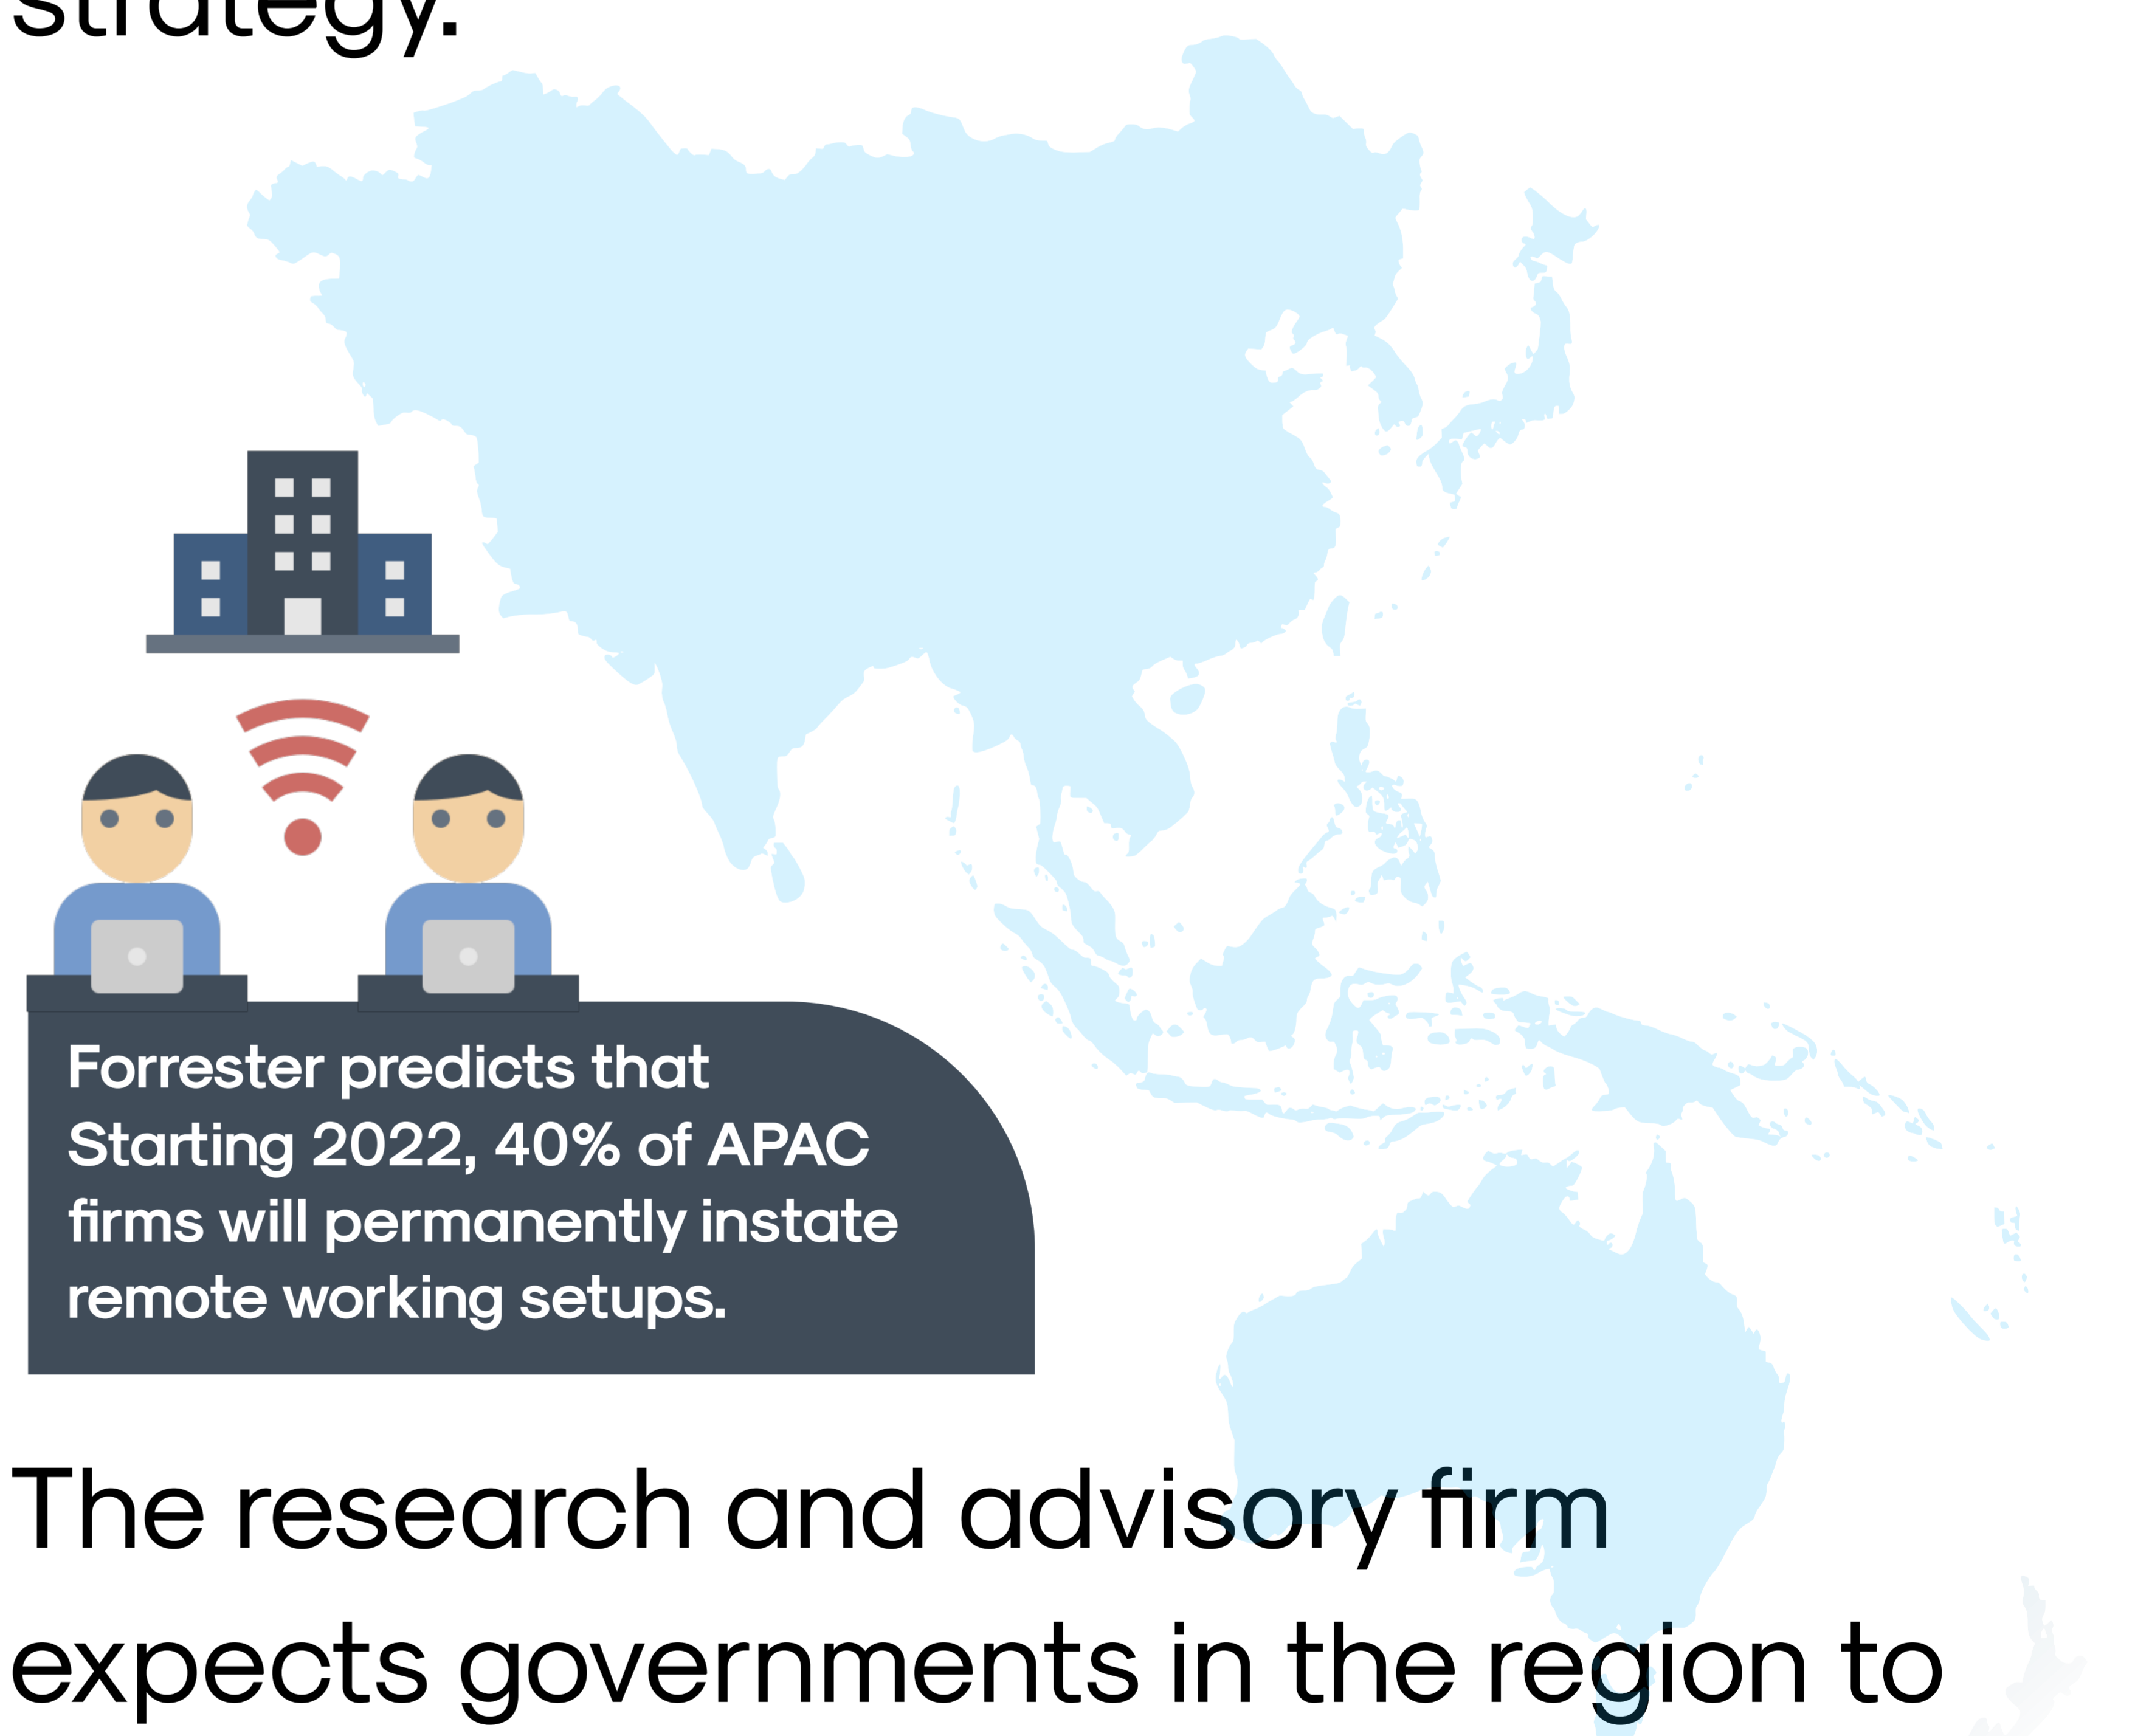 strategy.
Forrester predicts that
Starting 2022, 40% of APAC
firms will permanently instate
remote working setups.
The research and advisory firm
expects governments in the region to